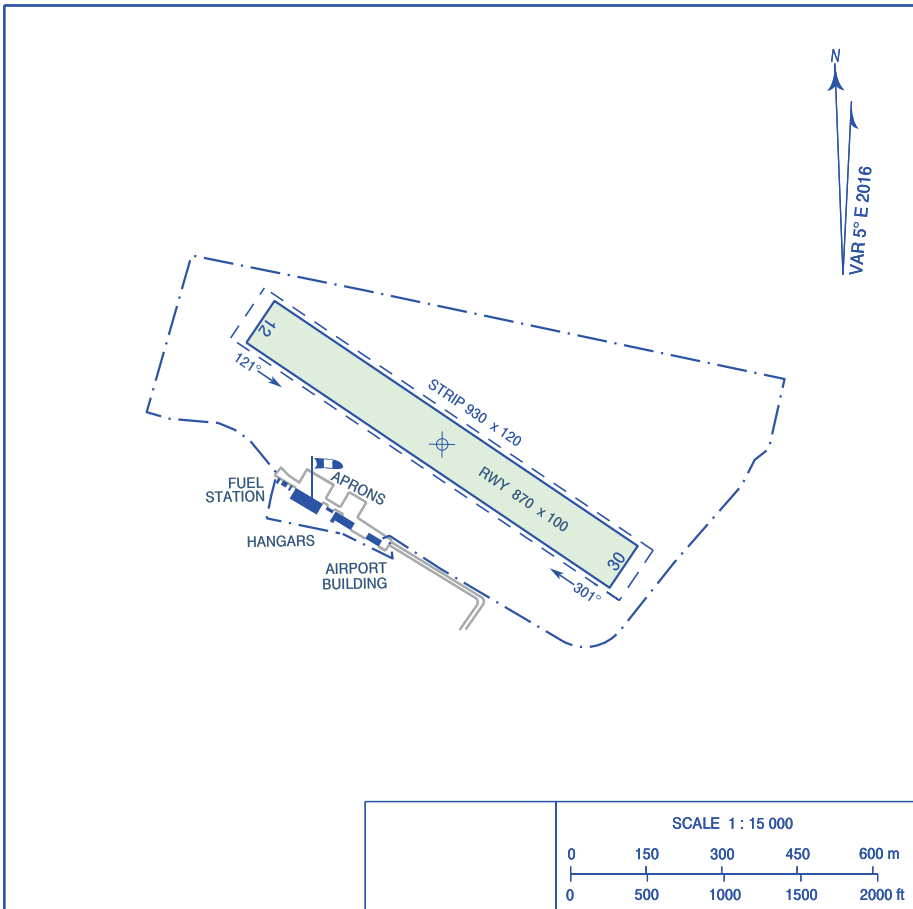 N
VAR 5° E 2016
12
121°
STRIP 930 x 120
RWY 870 x 100
30
301°
FUEL
STATION
APRONS
HANGARS
AIRPORT
BUILDING
SCALE 1 : 15 000
0 150 300 450 600 m
0 500 1000 1500 2000 ft